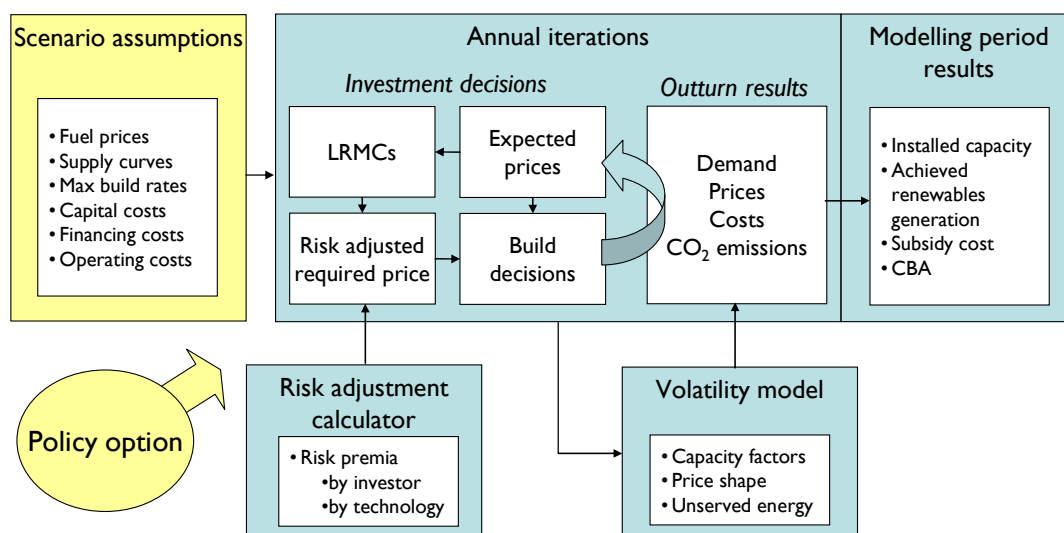 Scenario assumptions
• Fuel prices
• Supply curves
• Max build rates
• Capital costs
• Financing costs
• Operating costs
Annual iterations
Investment decisions
Outturn results
LRMCs
Expected
prices
Risk adjusted
required price
Build
decisions
Demand
Prices
Costs
CO₂ emissions
Modelling period
results
• Installed capacity
• Achieved
renewables
generation
• Subsidy cost
• CBA
Policy option
Risk adjustment
calculator
• Risk premia
• by investor
• by technology
Volatility model
• Capacity factors
• Price shape
• Unserved energy